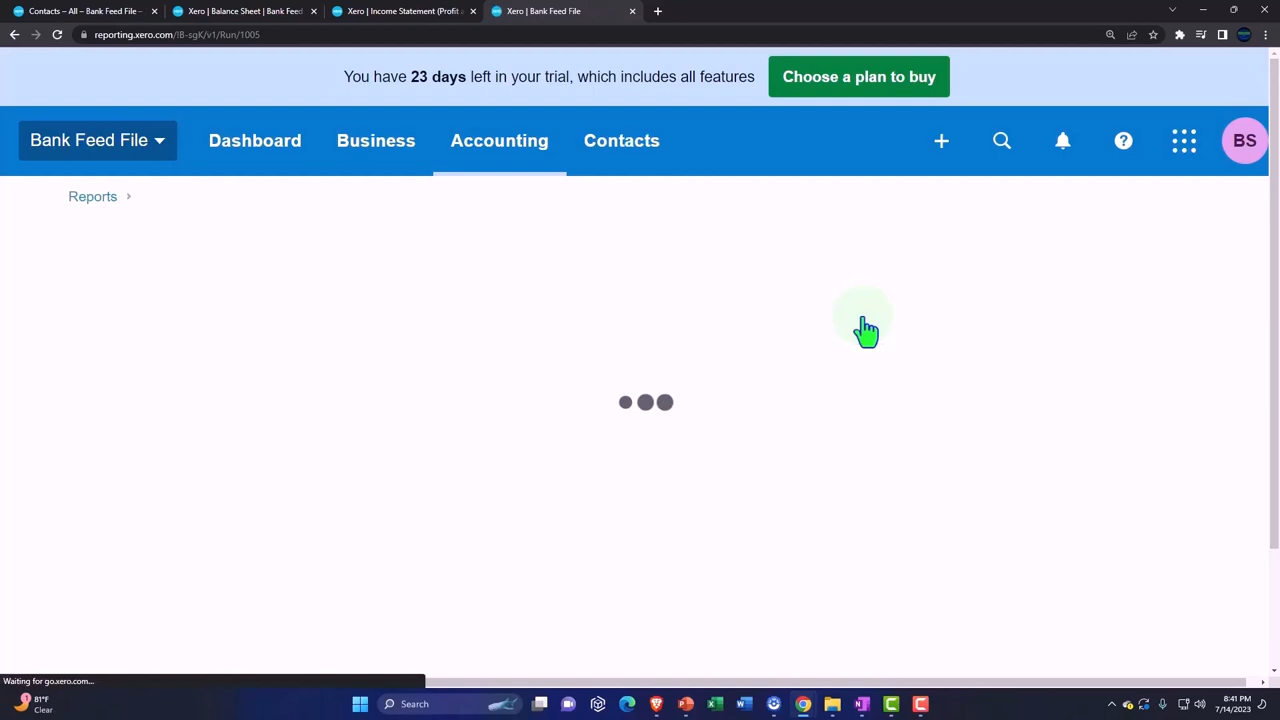 Contacts – All – Bank Feed File –
Xero | Balance Sheet | Bank Feed
Xero | Income Statement (Profit a
Xero | Bank Feed File
reporting.xero.com/!B-sgK/v1/Run/1005
You have 23 days left in your trial, which includes all features
Choose a plan to buy
Bank Feed File
Dashboard
Business
Accounting
Contacts
BS
Reports
Waiting for go.xero.com...
1
81°F
Clear
Search
8:41 PM
7/14/2023